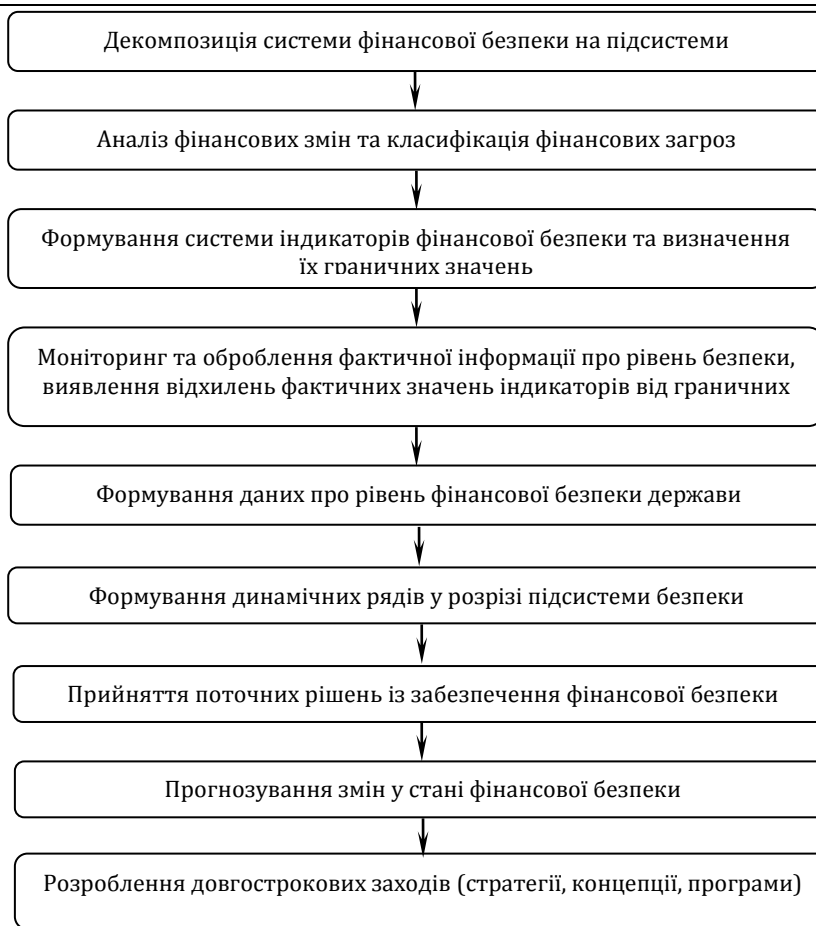 Декомпозиція системи фінансової безпеки на підсистеми
Аналіз фінансових змін та класифікація фінансових загроз
Формування системи індикаторів фінансової безпеки та визначення
їх граничних значень
Моніторинг та оброблення фактичної інформації про рівень безпеки,
виявлення відхилень фактичних значень індикаторів від граничних
Формування даних про рівень фінансової безпеки держави
Формування динамічних рядів у розрізі підсистеми безпеки
Прийняття поточних рішень із забезпечення фінансової безпеки
Прогнозування змін у стані фінансової безпеки
Розроблення довгострокових заходів (стратегії, концепції, програми)